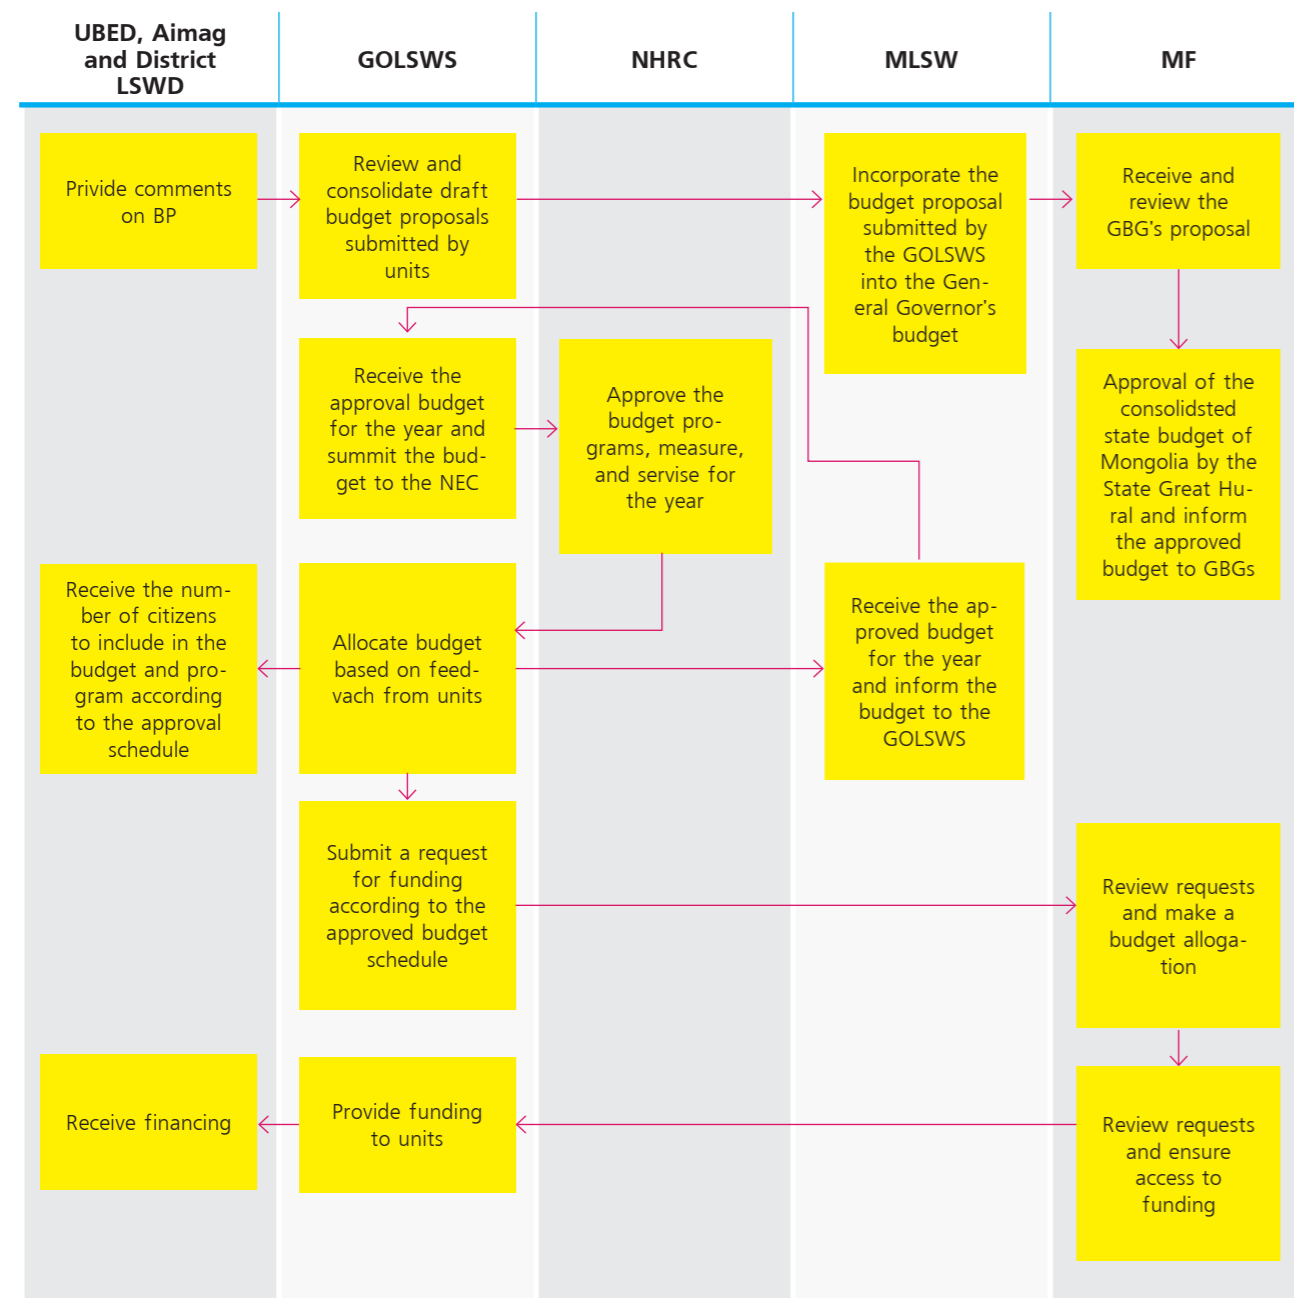 UBED, Aimag
and District
LSWD
GOLSWS
NHRC
MLSW
MF
Privide comments
on BP
Review and
consolidate draft
budget proposals
submitted by
units
Incorporate the
budget proposal
submitted by
the GOLSWS
into the Gen-
eral Governor's
budget
Receive and
review the
GBG's proposal
Receive the
approval budget
for the year and
summit the bud-
get to the NEC
Approve the
budget pro-
grams, measure,
and servise for
the year
Approval of the
consolidsted
state budget of
Mongolia by the
State Great Hu-
ral and inform
the approved
budget to GBGs
Receive the num-
ber of citizens
to include in the
budget and pro-
gram according
to the approval
schedule
Allocate budget
based on feed-
vach from units
Receive the ap-
proved budget
for the year
and inform the
budget to the
GOLSWS
Submit a request
for funding
according to the
approved budget
schedule
Review requests
and make a
budget alloga-
tion
Receive financing
Provide funding
to units
Review requests
and ensure
access to
funding